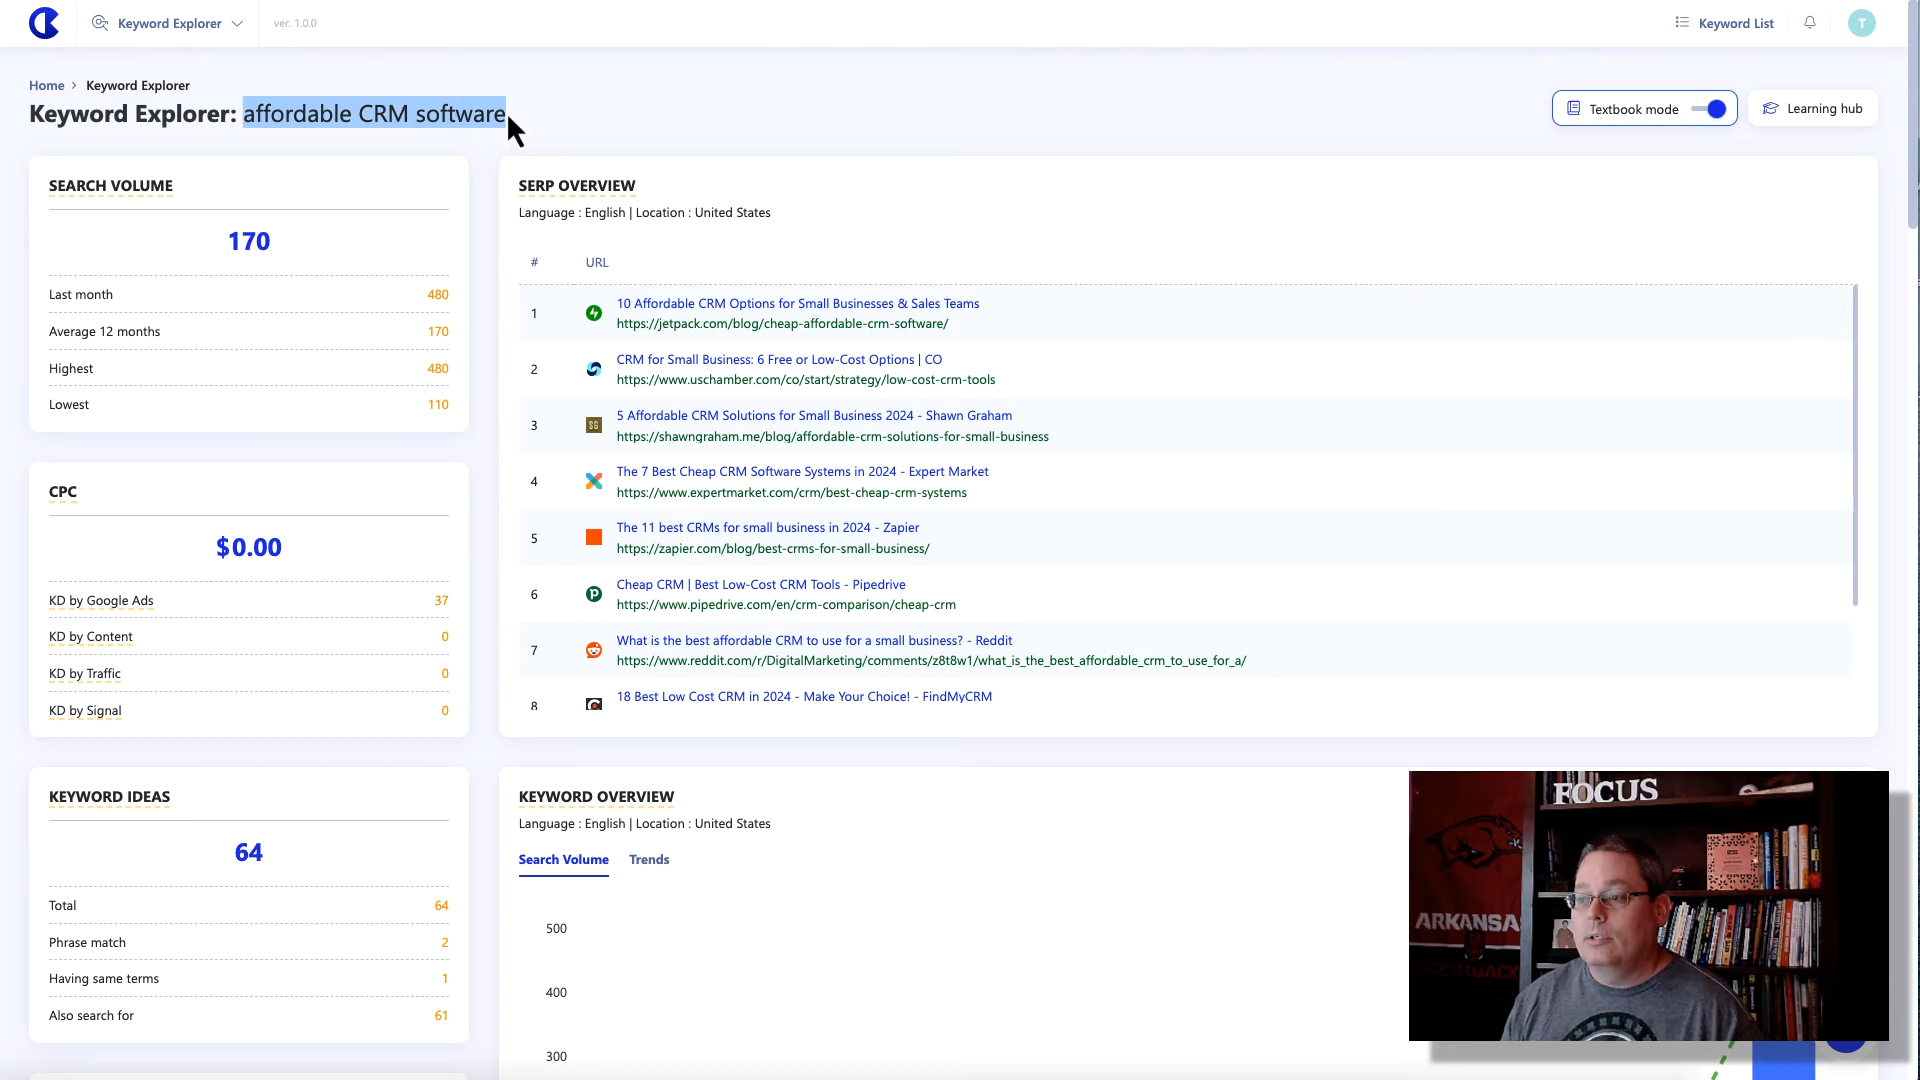 Keyword Explorer
ver. 1.0.0
Keyword List
T
Home › Keyword Explorer
Keyword Explorer: affordable CRM software
Textbook mode
Learning hub
SEARCH VOLUME
170
Last month 480
Average 12 months 170
Highest 480
Lowest 110
SERP OVERVIEW
Language : English | Location : United States
# URL
1 10 Affordable CRM Options for Small Businesses & Sales Teams
https://jetpack.com/blog/cheap-affordable-crm-software/
2 CRM for Small Business: 6 Free or Low-Cost Options | CO
https://www.uschamber.com/co/start/strategy/low-cost-crm-tools
3 SG 5 Affordable CRM Solutions for Small Business 2024 - Shawn Graham
https://shawngraham.me/blog/affordable-crm-solutions-for-small-business
4 The 7 Best Cheap CRM Software Systems in 2024 - Expert Market
https://www.expertmarket.com/crm/best-cheap-crm-systems
5 The 11 best CRMs for small business in 2024 - Zapier
https://zapier.com/blog/best-crms-for-small-business/
6 Cheap CRM | Best Low-Cost CRM Tools - Pipedrive
https://www.pipedrive.com/en/crm-comparison/cheap-crm
7 What is the best affordable CRM to use for a small business? - Reddit
https://www.reddit.com/r/DigitalMarketing/comments/z8t8w1/what_is_the_best_affordable_crm_to_use_for_a/
8 18 Best Low Cost CRM in 2024 - Make Your Choice! - FindMyCRM
CPC
$0.00
KD by Google Ads 37
KD by Content 0
KD by Traffic 0
KD by Signal 0
KEYWORD IDEAS
64
Total 64
Phrase match 2
Having same terms 1
Also search for 61
KEYWORD OVERVIEW
Language : English | Location : United States
Search Volume Trends
500
400
300
FOCUS
ARKANSAS